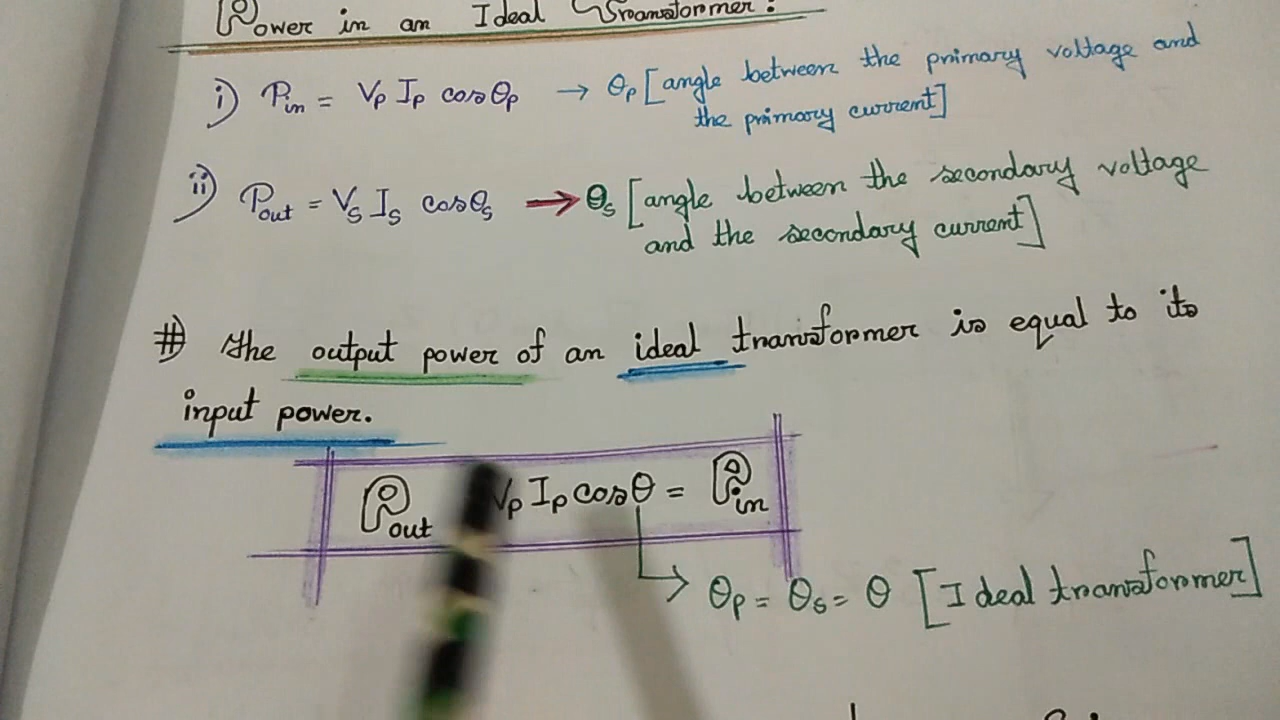 Power in an Ideal Transformer:
i) Pin = Vp Ip cosθp → θp [angle between the primary voltage and
the primary current]
ii) Pout = Vs Is cosθs → θs [angle between the secondary voltage
and the secondary current]
# the output power of an ideal transformer is equal to its
input power.
Pout Vp Ip cosθ = Pin
→ θp = θs = θ [Ideal transformer]